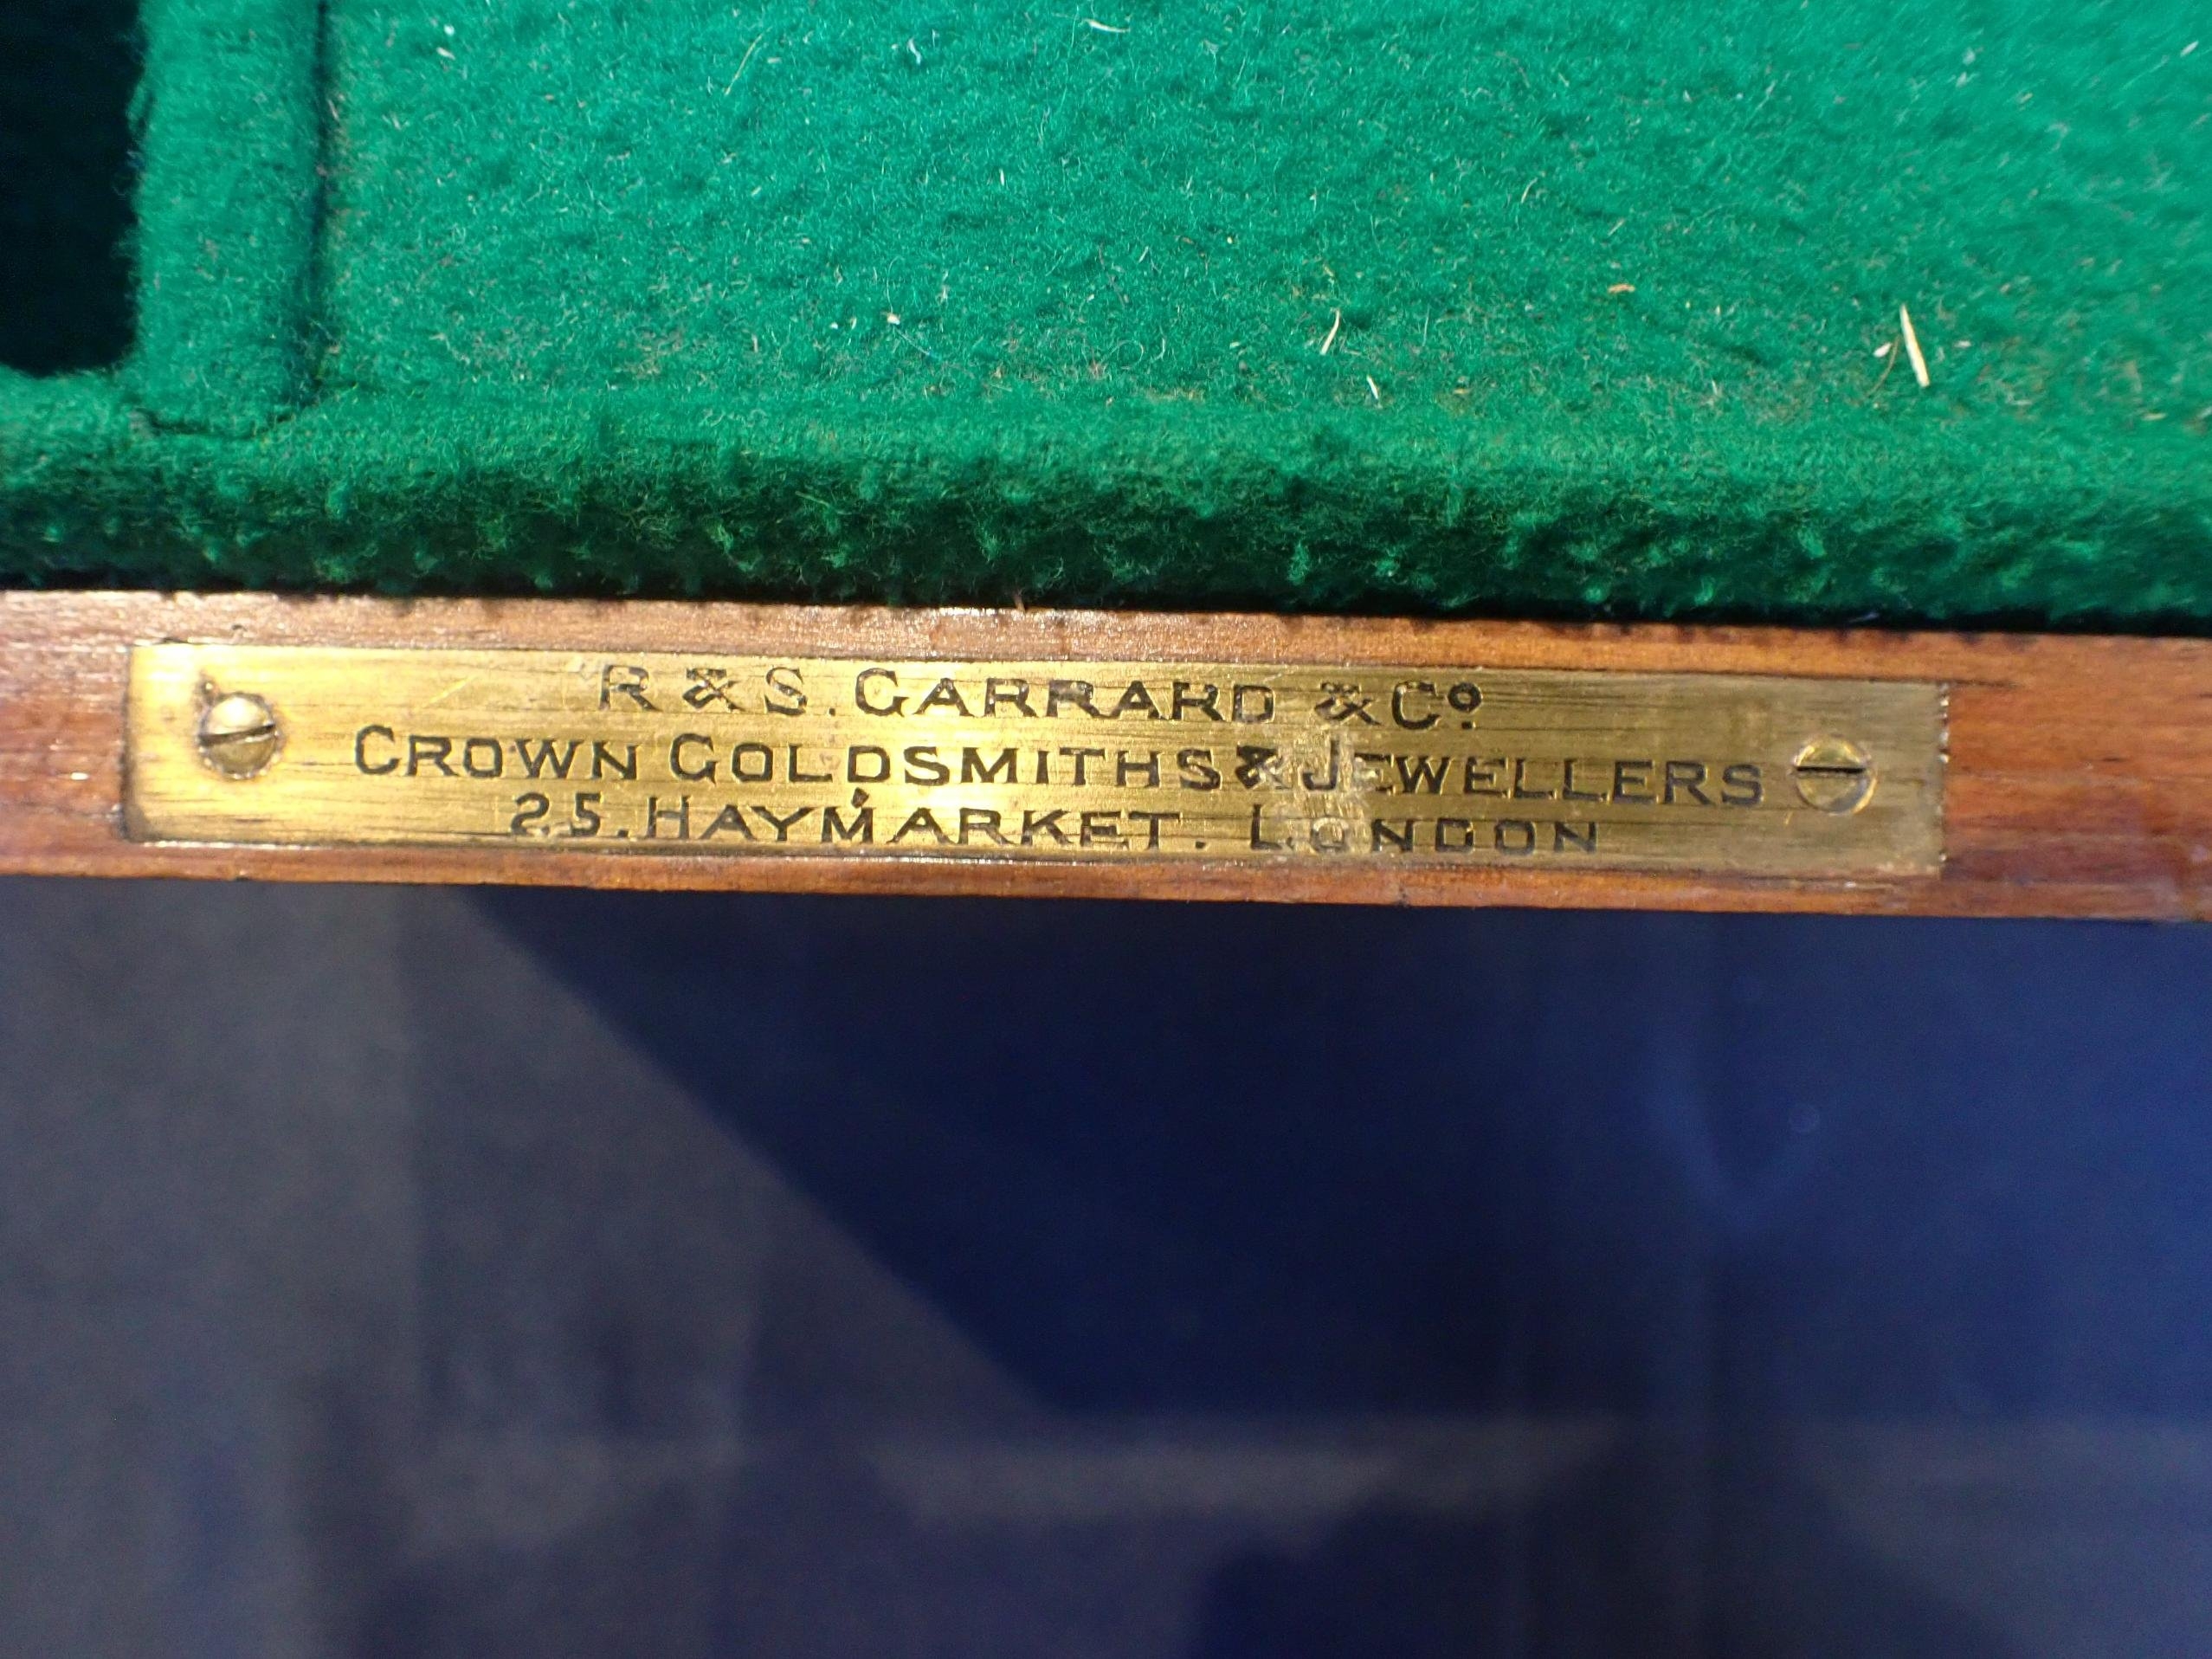 R & S. GARRARD & Cº
CROWN GOLDSMITHS & JEWELLERS
25. HAYMARKET. LONDON